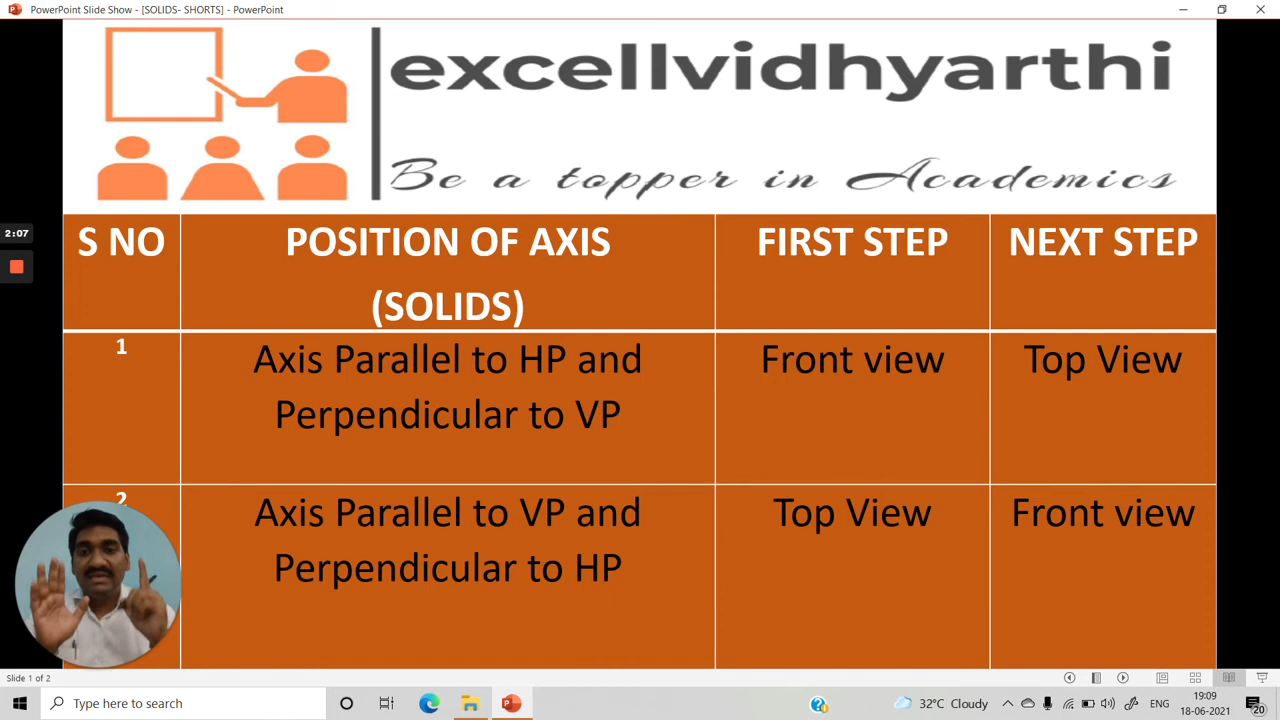 PowerPoint Slide Show - [SOLIDS- SHORTS] - PowerPoint
excellvidhyarthi
Be a topper in Academics
2:07
S NO
POSITION OF AXIS
(SOLIDS)
FIRST STEP
NEXT STEP
1
Axis Parallel to HP and
Perpendicular to VP
Front view
Top View
2
Axis Parallel to VP and
Perpendicular to HP
Top View
Front view
Slide 1 of 2
Type here to search
32°C Cloudy
ENG
19:09
18-06-2021
20